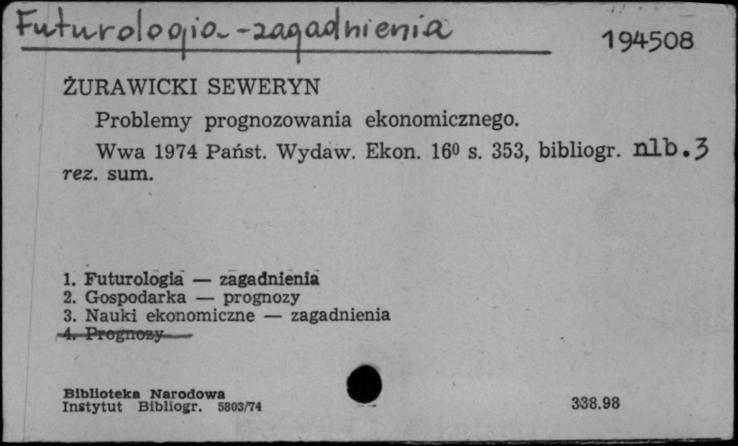 Futurologia - zagadnienia
194508
ŻURAWICKI SEWERYN
Problemy prognozowania ekonomicznego.
Wwa 1974 Państ. Wydaw. Ekon. 16⁰ s. 353, bibliogr. nlb. 3
rez. sum.
1. Futurologia — zagadnienia
2. Gospodarka — prognozy
3. Nauki ekonomiczne — zagadnienia
4. Prognozy
Biblioteka Narodowa
Instytut Bibliogr. 5803/74
338.98